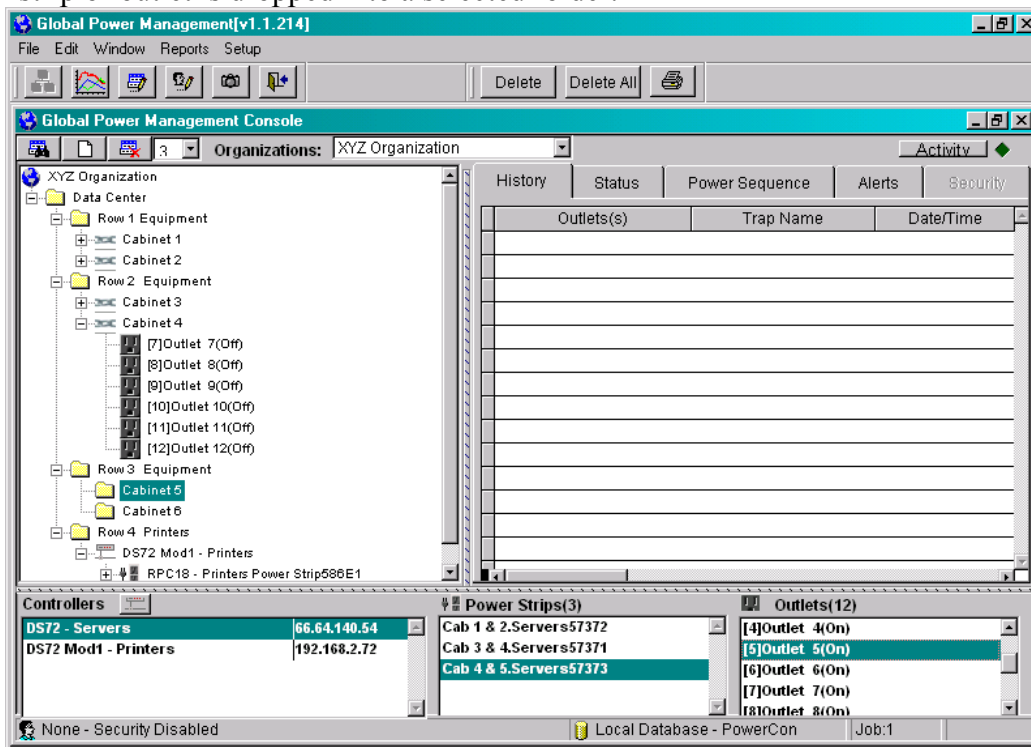 Global Power Management[v1.1.214]
File Edit Window Reports Setup
Delete Delete All
Global Power Management Console
3 Organizations: XYZ Organization Activity
XYZ Organization
Data Center
Row 1 Equipment
Cabinet 1
Cabinet 2
Row 2 Equipment
Cabinet 3
Cabinet 4
[7]Outlet 7(Off)
[8]Outlet 8(Off)
[9]Outlet 9(Off)
[10]Outlet 10(Off)
[11]Outlet 11(Off)
[12]Outlet 12(Off)
Row 3 Equipment
Cabinet 5
Cabinet 6
Row 4 Printers
DS72 Mod1 - Printers
RPC18 - Printers Power Strip586E1
History Status Power Sequence Alerts Security
Outlets(s) Trap Name Date/Time
Controllers
DS72 - Servers 66.64.140.54
DS72 Mod1 - Printers 192.168.2.72
Power Strips(3)
Cab 1 & 2.Servers57372
Cab 3 & 4.Servers57371
Cab 4 & 5.Servers57373
Outlets(12)
[4]Outlet 4(On)
[5]Outlet 5(On)
[6]Outlet 6(On)
[7]Outlet 7(On)
[8]Outlet 8(On)
None - Security Disabled Local Database - PowerCon Job:1